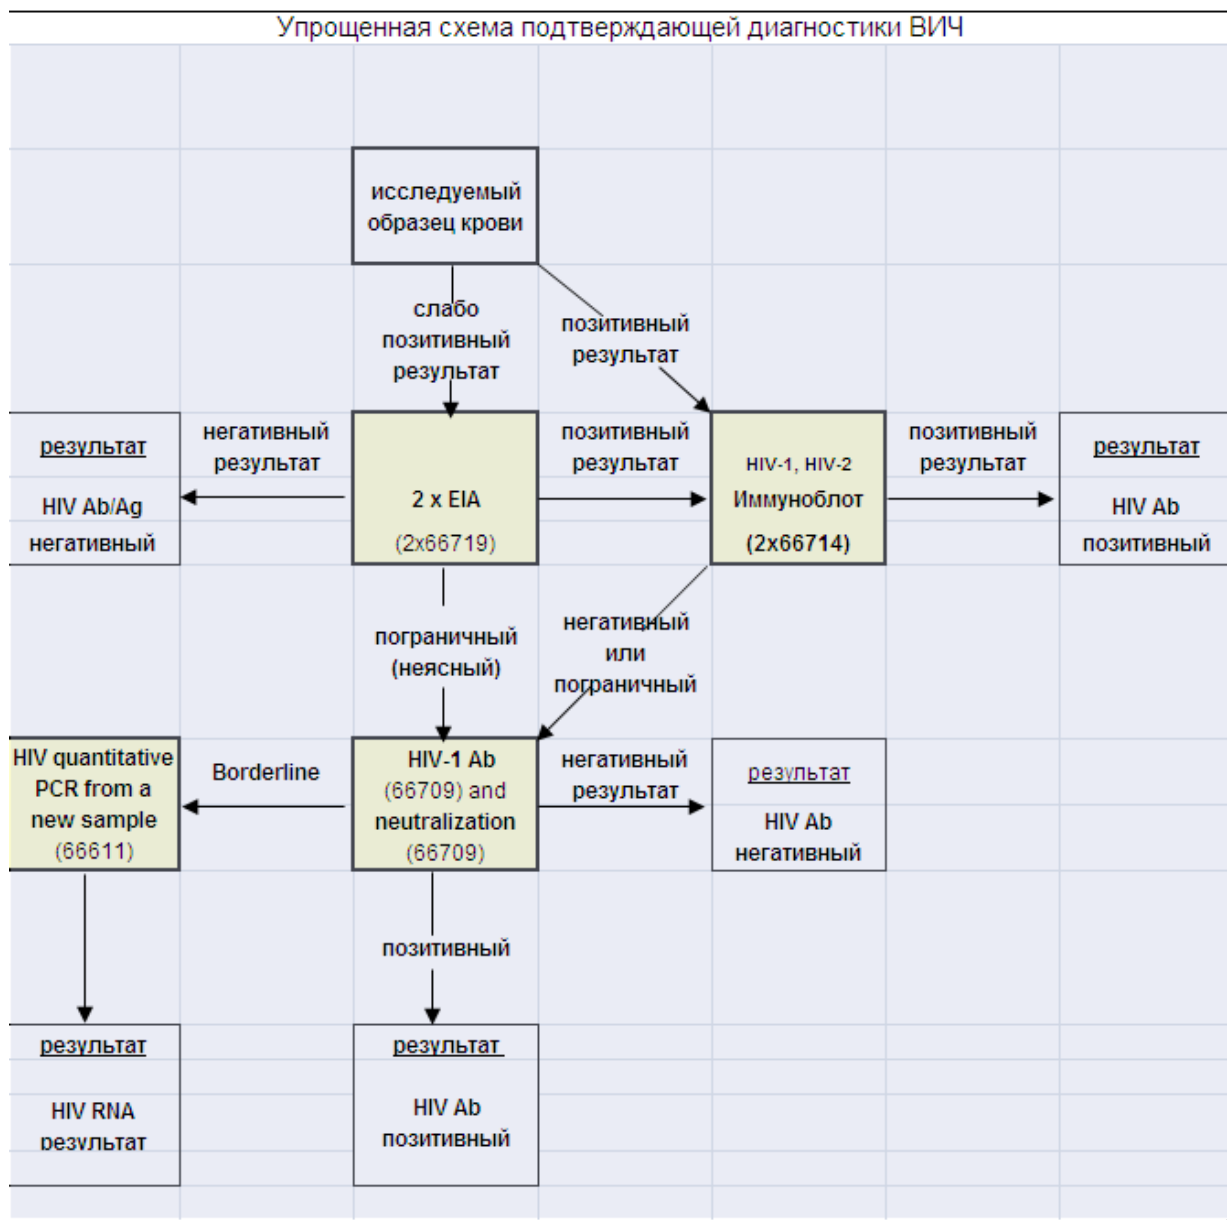 Упрощенная схема подтверждающей диагностики ВИЧ
исследуемый
образец крови
слабо
позитивный
результат
позитивный
результат
результат
HIV Ab/Ag
негативный
негативный
результат
2 x EIA
(2x66719)
позитивный
результат
HIV-1, HIV-2
Иммуноблот
(2x66714)
позитивный
результат
результат
HIV Ab
позитивный
пограничный
(неясный)
негативный
или
пограничный
HIV quantitative
PCR from a
new sample
(66611)
Borderline
HIV-1 Ab
(66709) and
neutralization
(66709)
негативный
результат
результат
HIV Ab
негативный
позитивный
результат
HIV RNA
результат
результат
HIV Ab
позитивный